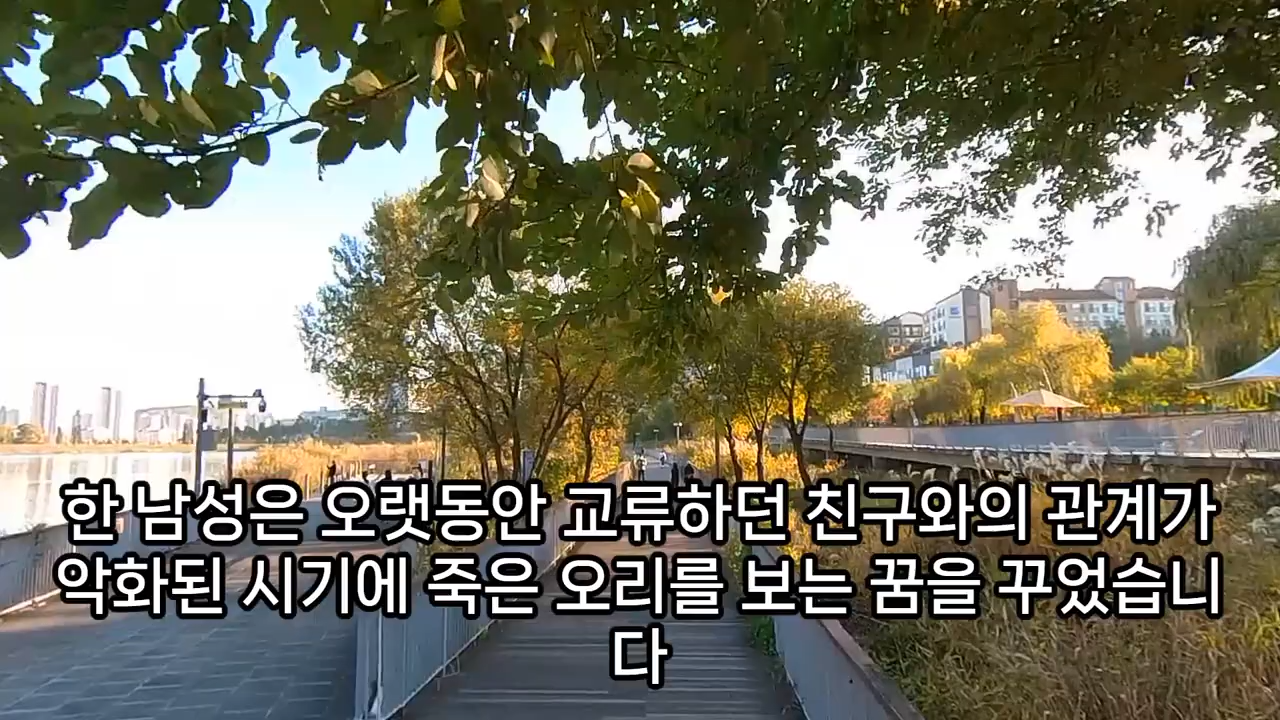 한 남성은 오랫동안 교류하던 친구와의 관계가
악화된 시기에 죽은 오리를 보는 꿈을 꾸었습니
다